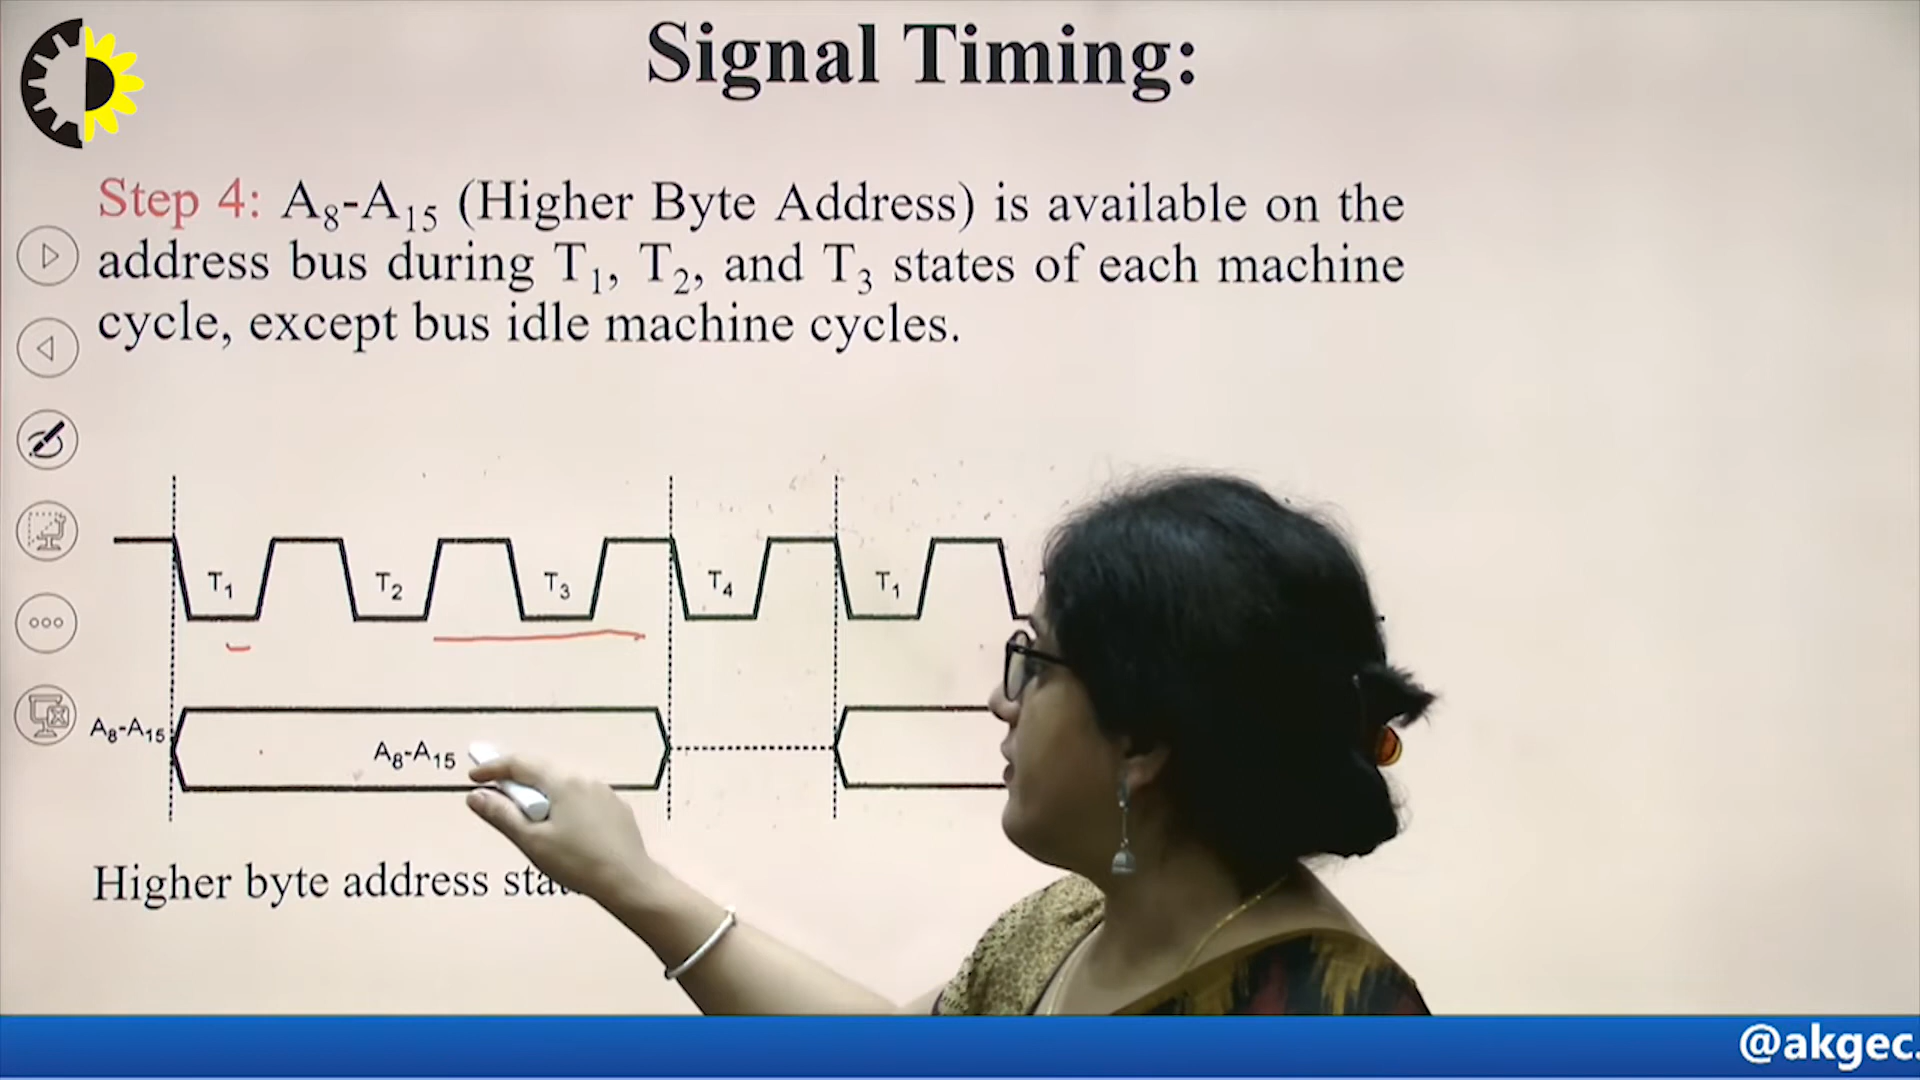 Signal Timing:
Step 4: A₈-A₁₅ (Higher Byte Address) is available on the
address bus during T₁, T₂, and T₃ states of each machine
cycle, except bus idle machine cycles.
T₁ T₂ T₃ T₄ T₁
A₈-A₁₅
A₈-A₁₅
Higher byte address
@akgec.